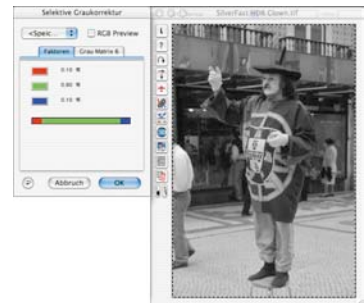 Selektive Graukorrektur
<Speic...
RGB Preview
Faktoren
Grau Matrix 6
0.10 %
0.80 %
0.10 %
Abbruch
OK
SilverFast HDR Clown.tif